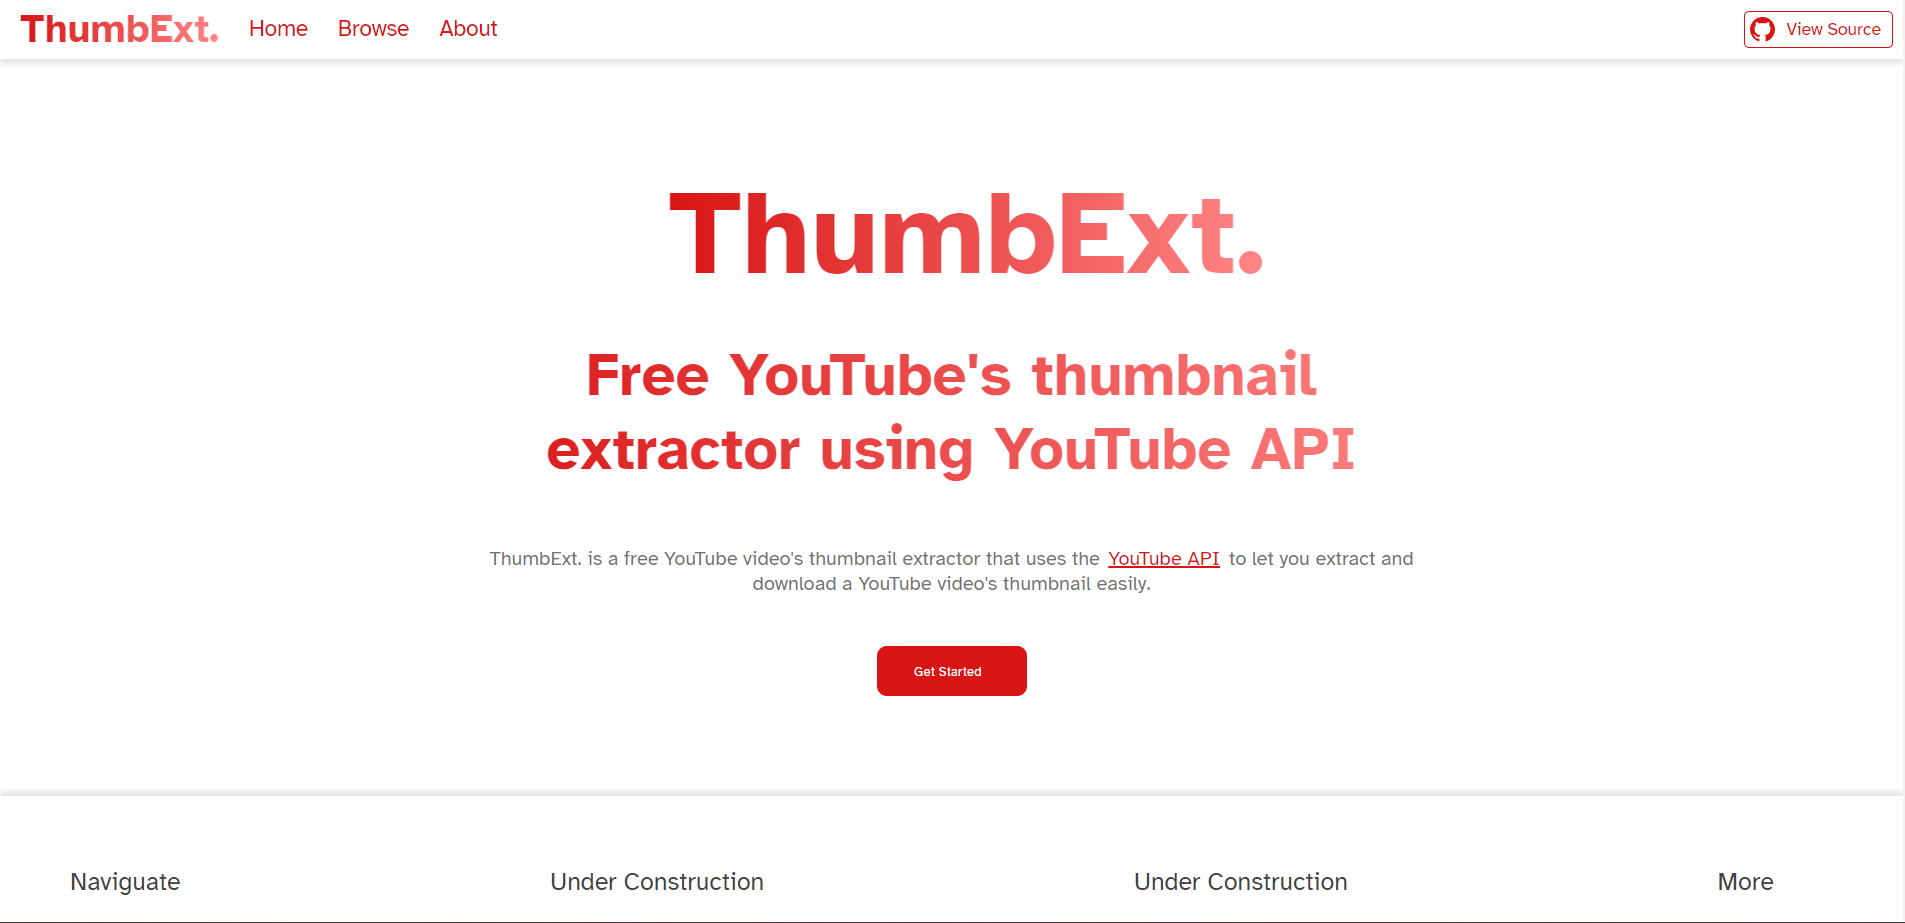 ThumbExt. Home Browse About View Source
ThumbExt.
Free YouTube's thumbnail
extractor using YouTube API
ThumbExt. is a free YouTube video's thumbnail extractor that uses the YouTube API to let you extract and
download a YouTube video's thumbnail easily.
Get Started
Naviguate Under Construction Under Construction More